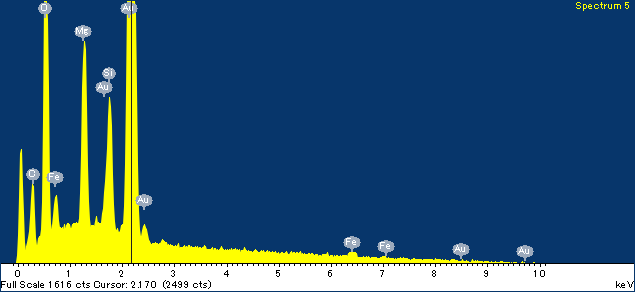 Spectrum 5
O Au
Mg
Si
Au
O Fe
Au
Fe Fe Au Au
0 1 2 3 4 5 6 7 8 9 10
Full Scale 1616 cts Cursor: 2.170 (2499 cts) keV